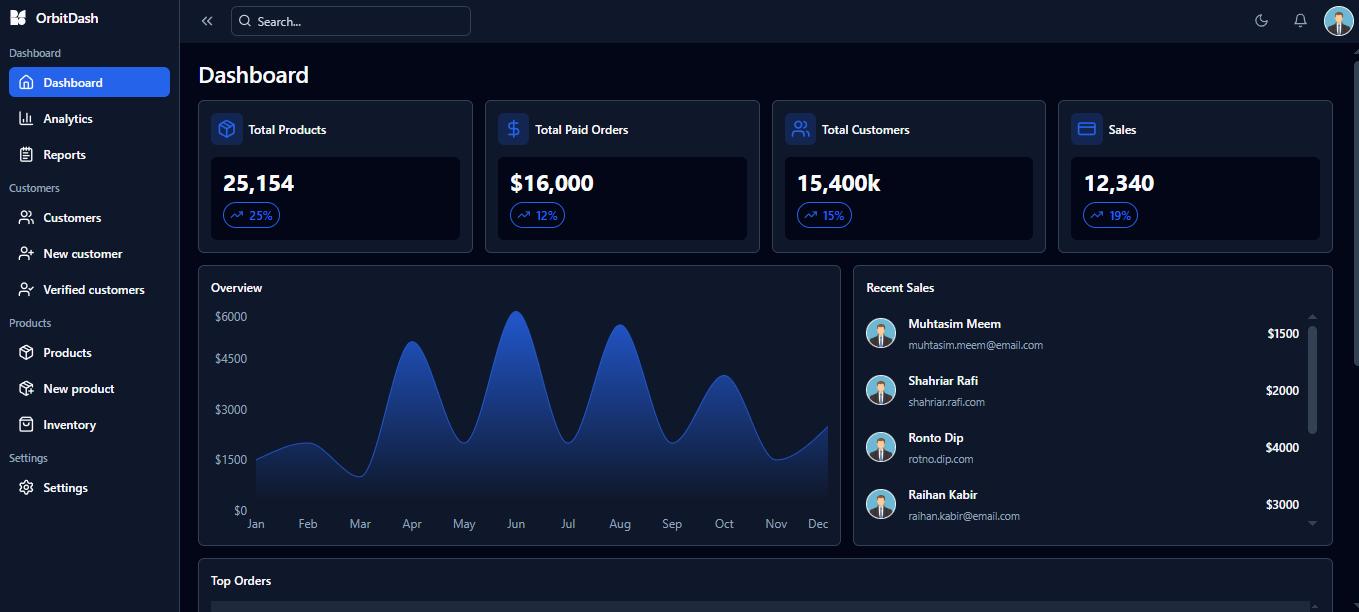 OrbitDash
Dashboard
Dashboard
Analytics
Reports
Customers
Customers
New customer
Verified customers
Products
Products
New product
Inventory
Settings
Settings
Search...
Dashboard
Total Products
25,154
25%
Total Paid Orders
$16,000
12%
Total Customers
15,400k
15%
Sales
12,340
19%
Overview
$6000
$4500
$3000
$1500
$0
Jan Feb Mar Apr May Jun Jul Aug Sep Oct Nov Dec
Recent Sales
Muhtasim Meem
muhtasim.meem@email.com
$1500
Shahriar Rafi
shahriar.rafi.com
$2000
Ronto Dip
rotno.dip.com
$4000
Raihan Kabir
raihan.kabir@email.com
$3000
Top Orders